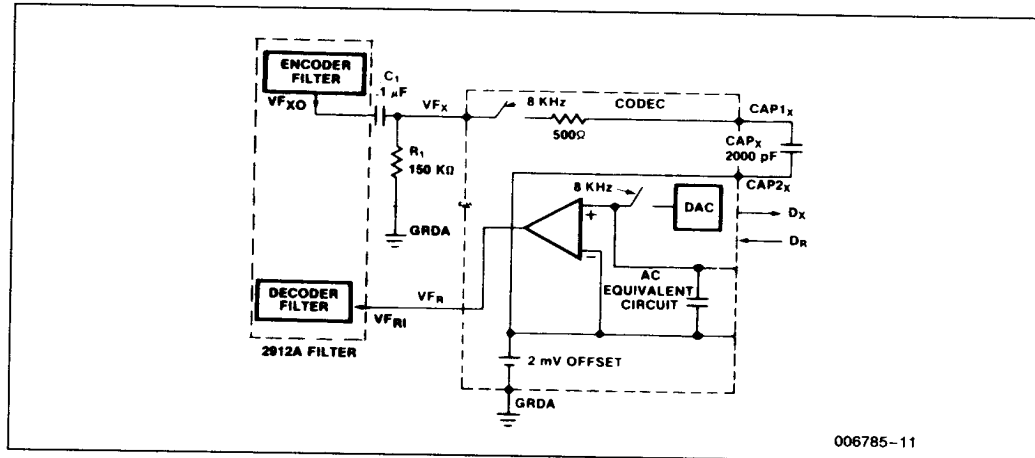 ENCODER
FILTER
VFXO
C1
.1 μF
VFX
8 KHz
CODEC
CAP1X
500Ω
CAPX
2000 pF
R1
150 KΩ
CAP2X
8 KHz
DAC
DX
+
GRDA
DR
−
AC
EQUIVALENT
CIRCUIT
DECODER
FILTER
VFR
VFRI
2912A FILTER
2 mV OFFSET
GRDA
006785-11